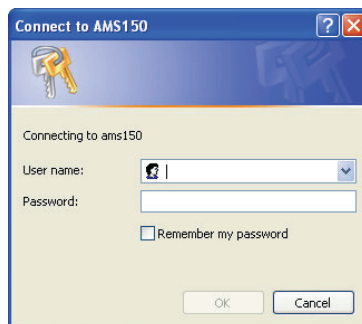 Connect to AMS150
?
X
Connecting to ams150
User name:
Password:
Remember my password
OK
Cancel